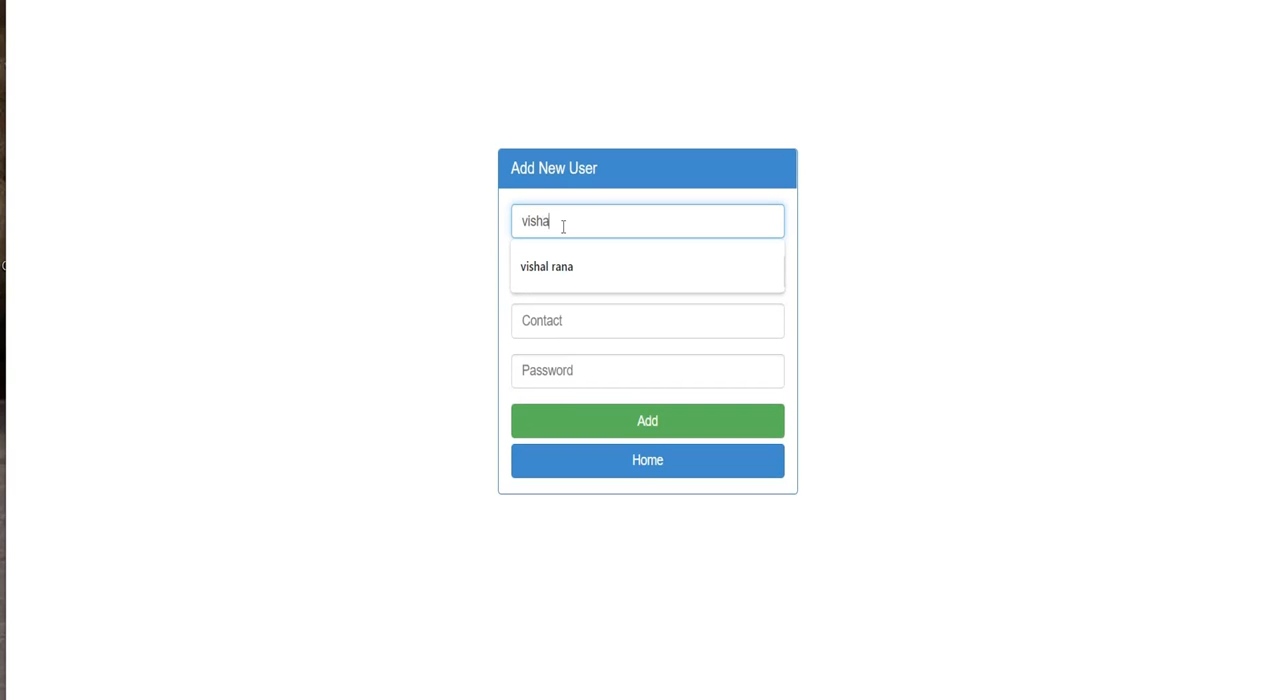 Add New User
visha
vishal rana
Contact
Password
Add
Home